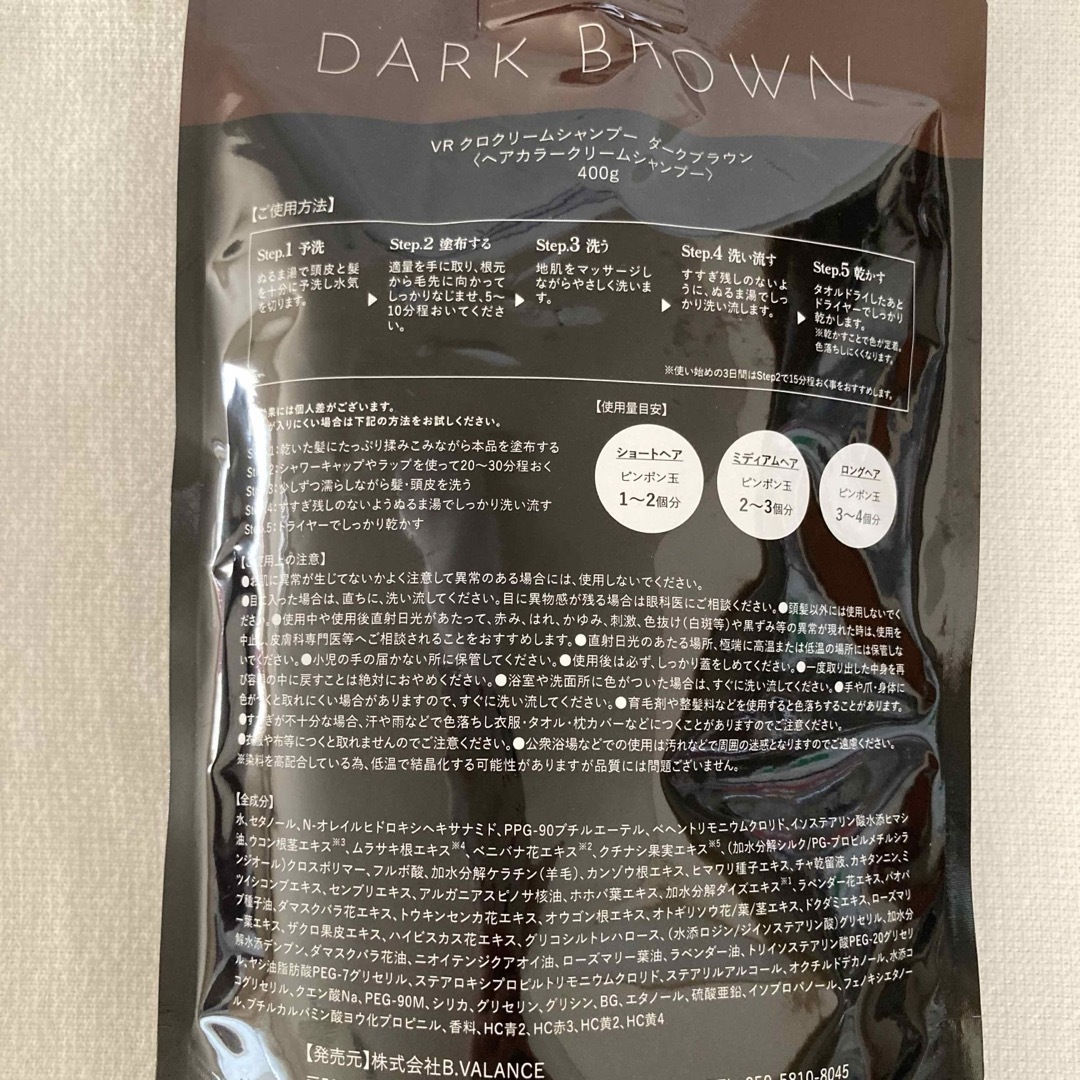 DARK BROWN
VR クロクリームシャンプー ダークブラウン
〈ヘアカラークリームシャンプー〉
400g
【ご使用方法】
Step.1 予洗
ぬるま湯で頭皮と髪
を十分に予洗し水気
を切ります。
Step.2 塗布する
適量を手に取り、根元
から毛先に向かって
しっかりなじませ、5〜
10分程おいてくださ
い。
Step.3 洗う
地肌をマッサージし
ながらやさしく洗いま
す。
Step.4 洗い流す
すすぎ残しのないよ
うに、ぬるま湯でしっ
かり洗い流します。
Step.5 乾かす
タオルドライしたあと
ドライヤーでしっかり
乾かします。
※乾かすことで色が定着。
色落ちしにくくなります。
※使い始めの3日間はStep2で15分程おく事をおすすめします。
果には個人差がございます。
が入りにくい場合は下記の方法をお試しください。
1:乾いた髪にたっぷり揉みこみながら本品を塗布する
2:シャワーキャップやラップを使って20〜30分程おく
3:少しずつ濡らしながら髪・頭皮を洗う
4:すすぎ残しのないようぬるま湯でしっかり洗い流す
Step.5:ドライヤーでしっかり乾かす
【使用量目安】
ショートヘア
ピンポン玉
1〜2個分
ミディアムヘア
ピンポン玉
2〜3個分
ロングヘア
ピンポン玉
3〜4個分
【ご使用上の注意】
●お肌に異常が生じてないかよく注意して異常のある場合には、使用しないでください。
●目に入った場合は、直ちに、洗い流してください。目に異物感が残る場合は眼科医にご相談ください。●頭髪以外には使用しないでく
ださい。●使用中や使用後直射日光があたって、赤み、はれ、かゆみ、刺激、色抜け(白斑等)や黒ずみ等の異常が現れた時は、使用を
中止し、皮膚科専門医等へご相談されることをおすすめします。●直射日光のあたる場所、極端に高温または低温の場所には保管しな
いでください。●小児の手の届かない所に保管してください。●使用後は必ず、しっかり蓋をしめてください。●一度取り出した中身を再
び容器の中に戻すことは絶対におやめください。●浴室や洗面所に色がついた場合は、すぐに洗い流してください。●手や爪・身体に
色がつくと取れにくい場合がありますので、すぐに洗い流してください。●育毛剤や整髪料などを使用すると色落ちすることがあります。
●すすぎが不十分な場合、汗や雨などで色落ちし衣服・タオル・枕カバーなどにつくことがありますのでご注意ください。
●衣服や布等につくと取れませんのでご注意ください。●公衆浴場などでの使用は汚れなどで周囲の迷惑となりますのでご遠慮ください。
※染料を高配合している為、低温で結晶化する可能性がありますが品質には問題ございません。
【全成分】
水、セタノール、N-オレイルヒドロキシヘキサナミド、PPG-90ブチルエーテル、ベヘントリモニウムクロリド、イソステアリン酸水添ヒマシ
油、ウコン根茎エキス※3、ムラサキ根エキス※4、ベニバナ花エキス※2、クチナシ果実エキス※5、(加水分解シルク/PG-プロピルメチルシラ
ンジオール)クロスポリマー、フルボ酸、加水分解ケラチン(羊毛)、カンゾウ根エキス、ヒマワリ種子エキス、チャ乾留液、カキタンニン、ミ
ツイシコンブエキス、センブリエキス、アルガニアスピノサ核油、ホホバ葉エキス、加水分解ダイズエキス※1、ラベンダー花エキス、バオバ
ブ種子油、ダマスクバラ花エキス、トウキンセンカ花エキス、オウゴン根エキス、オトギリソウ花/葉/茎エキス、ドクダミエキス、ローズマリ
ー葉エキス、ザクロ果皮エキス、ハイビスカス花エキス、グリコシルトレハロース、(水添ロジン/ジイソステアリン酸)グリセリル、加水分
解水添デンプン、ダマスクバラ花油、ニオイテンジクアオイ油、ローズマリー葉油、ラベンダー油、トリイソステアリン酸PEG-20グリセリ
ル、ヤシ油脂肪酸PEG-7グリセリル、ステアロキシプロピルトリモニウムクロリド、ステアリルアルコール、オクチルドデカノール、水添コ
コグリセリル、クエン酸Na、PEG-90M、シリカ、グリセリン、グリシン、BG、エタノール、硫酸亜鉛、イソプロパノール、フェノキシエタノー
ル、ブチルカルバミン酸ヨウ化プロピニル、香料、HC青2、HC赤3、HC黄2、HC黄4
【発売元】株式会社B.VALANCE
050-5810-8045